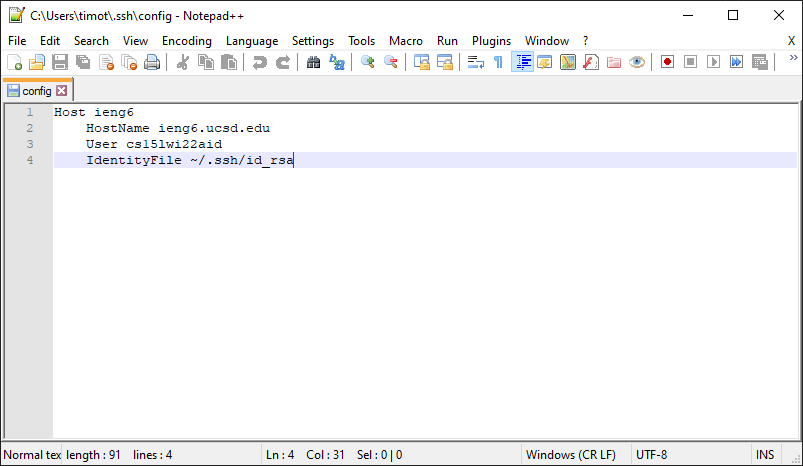 C:\Users\timot\.ssh\config - Notepad++
File Edit Search View Encoding Language Settings Tools Macro Run Plugins Window ? X
config
1 Host ieng6
2 HostName ieng6.ucsd.edu
3 User cs15lwi22aid
4 IdentityFile ~/.ssh/id_rsa
Normal tex length : 91 lines : 4 Ln : 4 Col : 31 Sel : 0 | 0 Windows (CR LF) UTF-8 INS